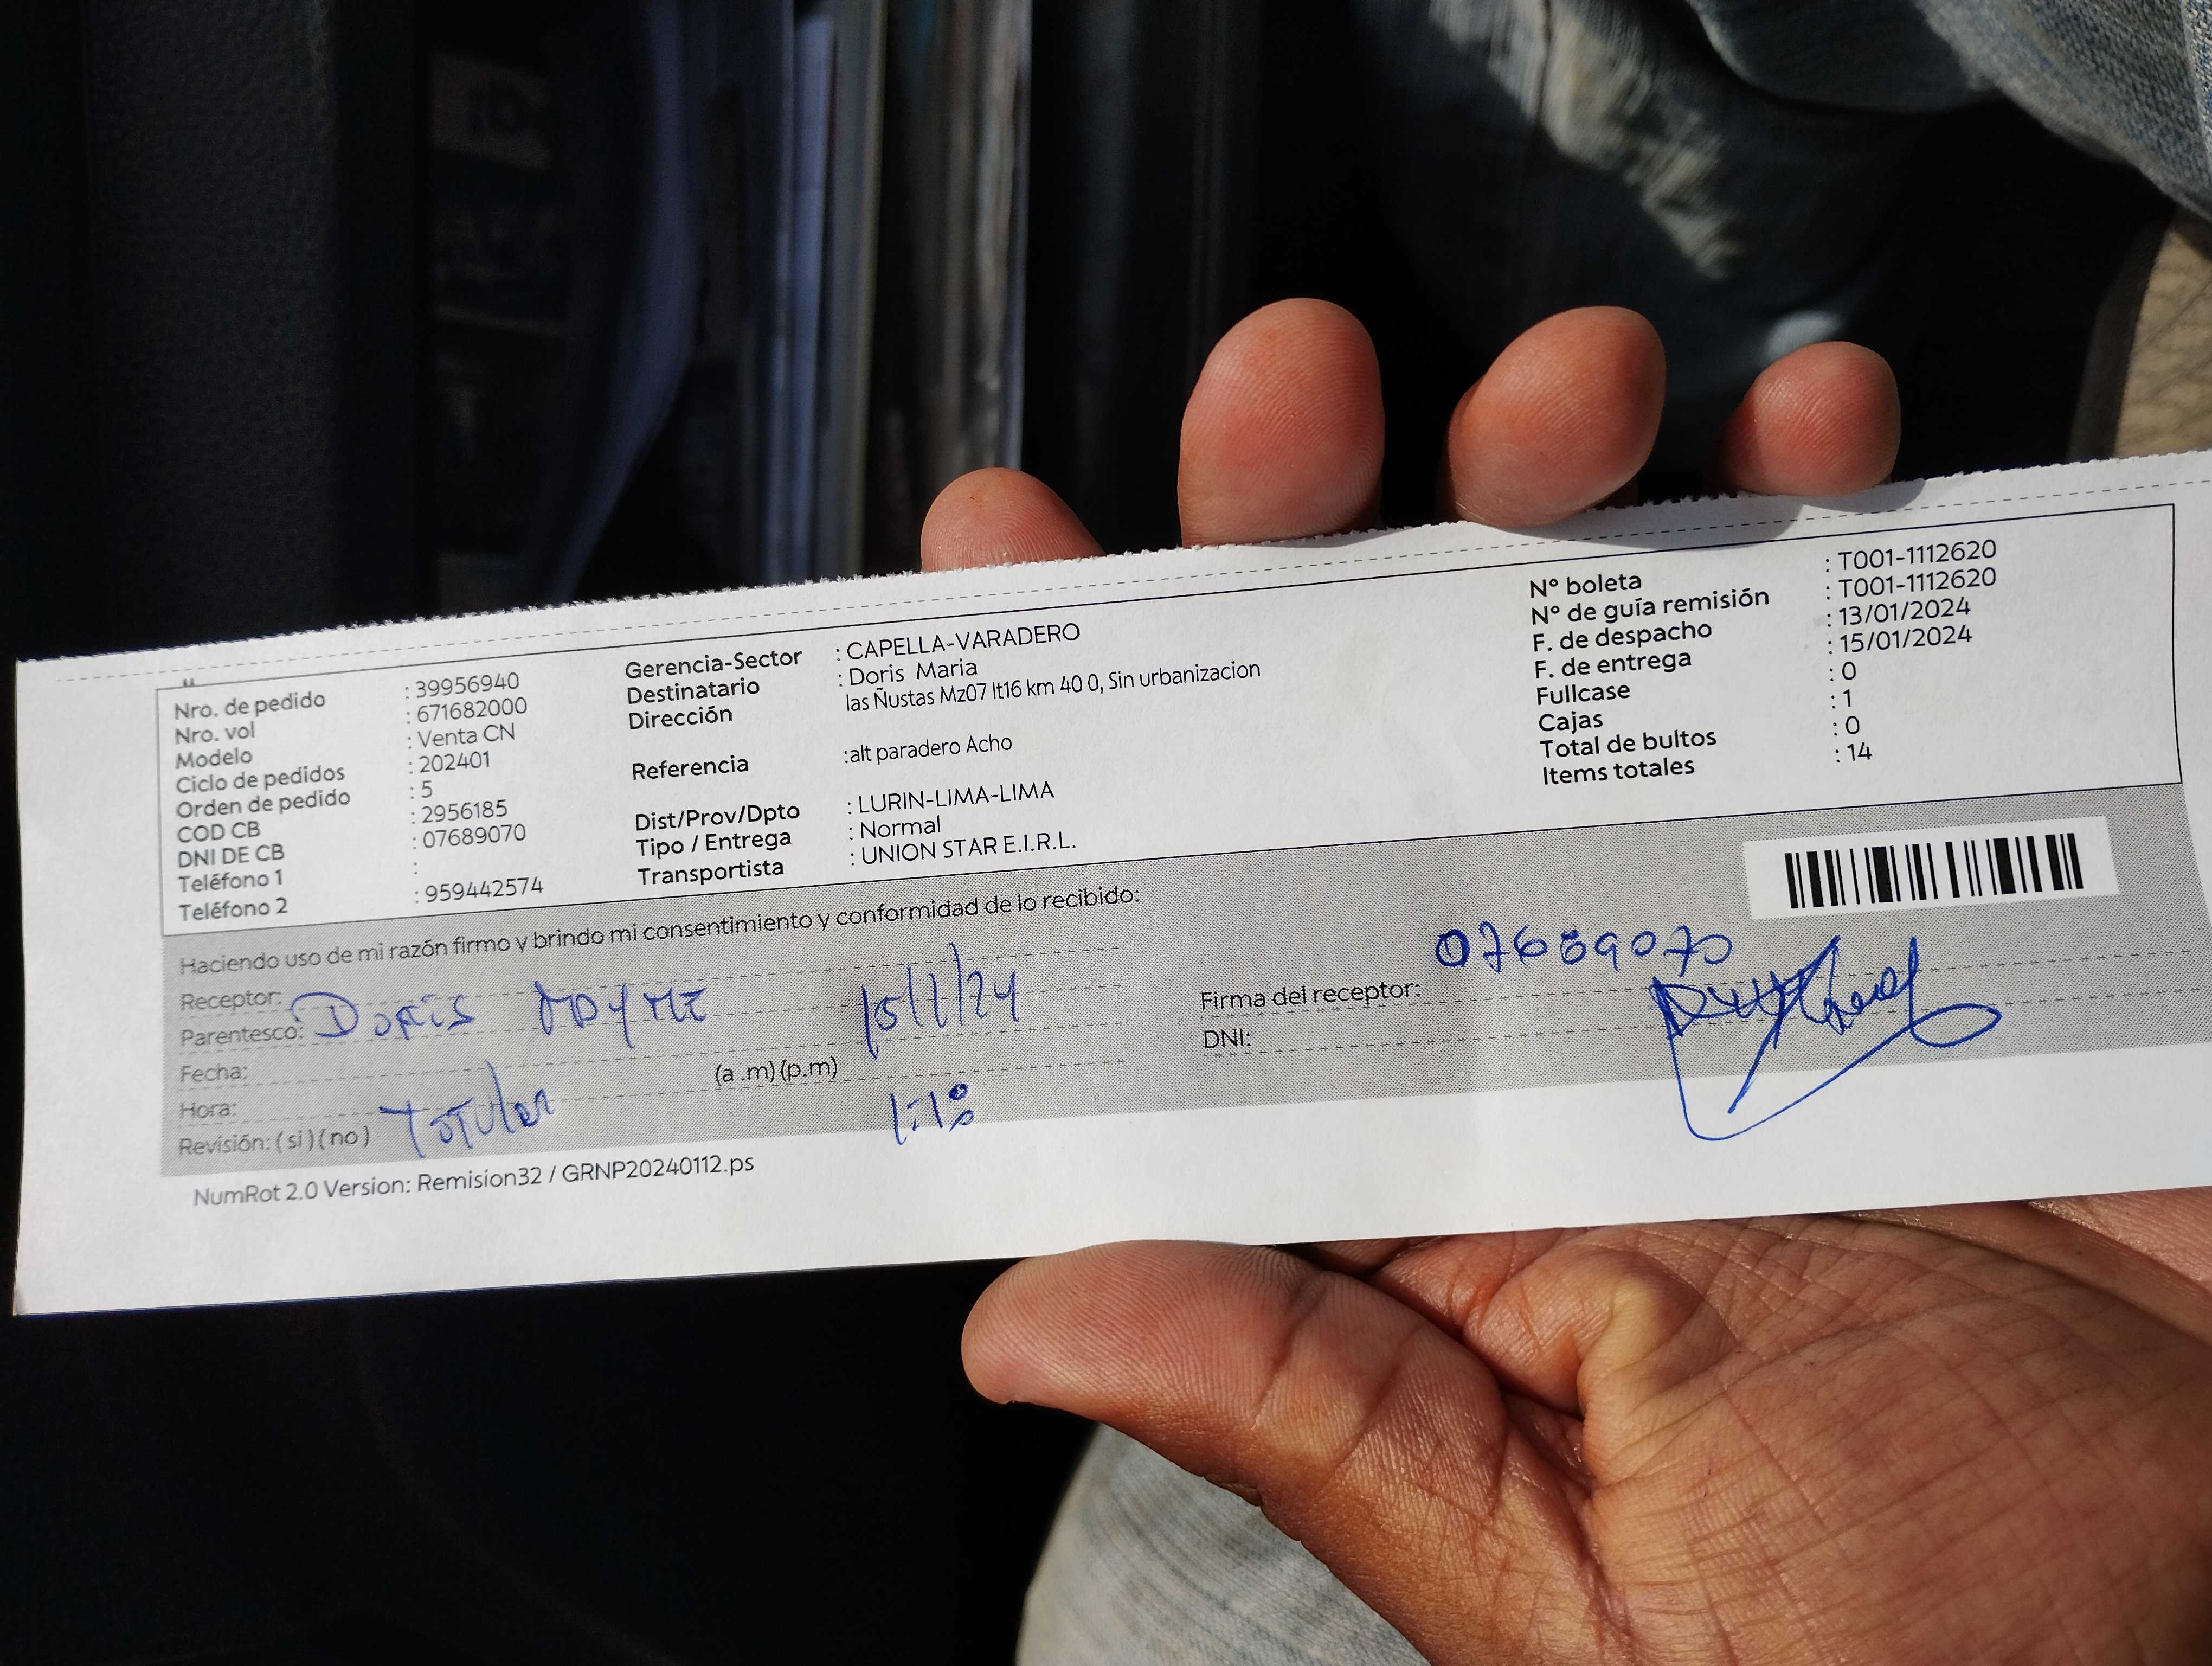 Nro. de pedido : 39956940
Nro. vol : 671682000
Modelo : Venta CN
Ciclo de pedidos : 202401
Orden de pedido : 5
COD CB : 2956185
DNI DE CB : 07689070
Teléfono 1 :
Teléfono 2 : 959442574
Gerencia-Sector : CAPELLA-VARADERO
Destinatario : Doris Maria
Dirección las Ñustas Mz07 lt16 km 40 0, Sin urbanizacion
Referencia :alt paradero Acho
Dist/Prov/Dpto : LURIN-LIMA-LIMA
Tipo / Entrega : Normal
Transportista : UNION STAR E.I.R.L.
N° boleta : T001-1112620
N° de guía remisión : T001-1112620
F. de despacho : 13/01/2024
F. de entrega : 15/01/2024
Fullcase : 0
Cajas : 1
Total de bultos : 0
Items totales : 14
Haciendo uso de mi razón firmo y brindo mi consentimiento y conformidad de lo recibido:
Receptor:
Parentesco: Doris 15/1/24
Fecha:
Hora: (a .m)(p.m)
Revisión: ( si )( no )
07689070
Firma del receptor:
DNI:
NumRot 2.0 Version: Remision32 / GRNP20240112.ps